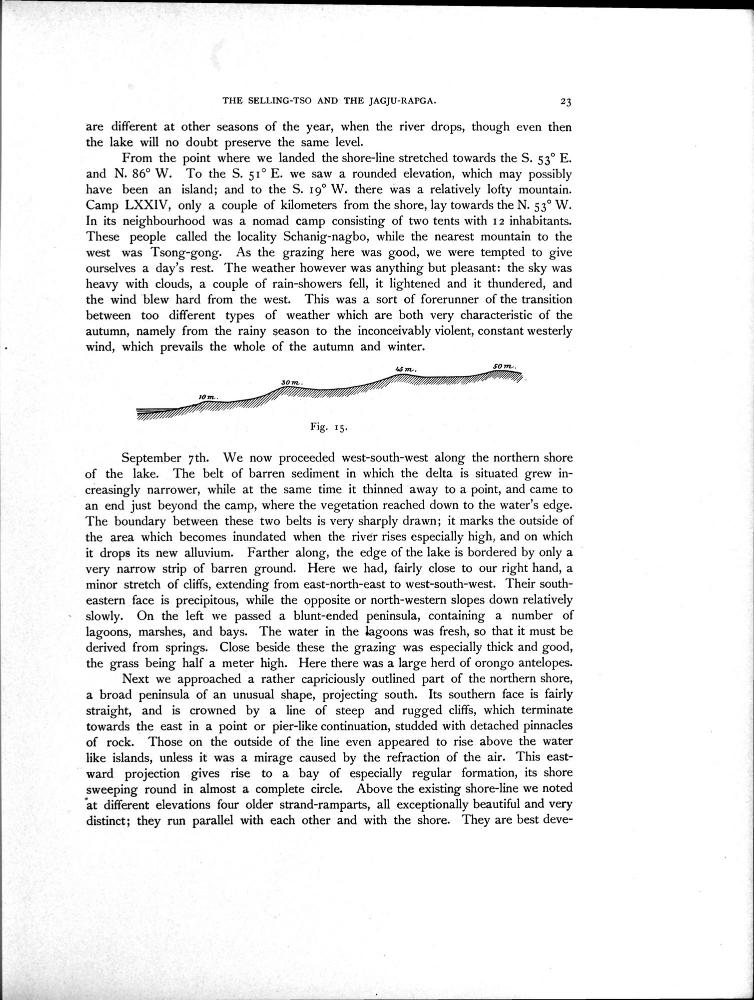 THE SELLING-TSO AND THE JAGJU-RAPGA. 23
are different at other seasons of the year, when the river drops, though even then
the lake will no doubt preserve the same level.
From the point where we landed the shore-line stretched towards the S. 53° E.
and N. 86° W. To the S. 51° E. we saw a rounded elevation, which may possibly
have been an island; and to the S. 19° W. there was a relatively lofty mountain.
Camp LXXIV, only a couple of kilometers from the shore, lay towards the N. 53° W.
In its neighbourhood was a nomad camp consisting of two tents with 12 inhabitants.
These people called the locality Schanig-nagbo, while the nearest mountain to the
west was Tsong-gong. As the grazing here was good, we were tempted to give
ourselves a day's rest. The weather however was anything but pleasant: the sky was
heavy with clouds, a couple of rain-showers fell, it lightened and it thundered, and
the wind blew hard from the west. This was a sort of forerunner of the transition
between too different types of weather which are both very characteristic of the
autumn, namely from the rainy season to the inconceivably violent, constant westerly
wind, which prevails the whole of the autumn and winter.
10 m. 30 m. 45 m. 50 m.
Fig. 15.
September 7th. We now proceeded west-south-west along the northern shore
of the lake. The belt of barren sediment in which the delta is situated grew in-
creasingly narrower, while at the same time it thinned away to a point, and came to
an end just beyond the camp, where the vegetation reached down to the water's edge.
The boundary between these two belts is very sharply drawn; it marks the outside of
the area which becomes inundated when the river rises especially high, and on which
it drops its new alluvium. Farther along, the edge of the lake is bordered by only a
very narrow strip of barren ground. Here we had, fairly close to our right hand, a
minor stretch of cliffs, extending from east-north-east to west-south-west. Their south-
eastern face is precipitous, while the opposite or north-western slopes down relatively
slowly. On the left we passed a blunt-ended peninsula, containing a number of
lagoons, marshes, and bays. The water in the lagoons was fresh, so that it must be
derived from springs. Close beside these the grazing was especially thick and good,
the grass being half a meter high. Here there was a large herd of orongo antelopes.
Next we approached a rather capriciously outlined part of the northern shore,
a broad peninsula of an unusual shape, projecting south. Its southern face is fairly
straight, and is crowned by a line of steep and rugged cliffs, which terminate
towards the east in a point or pier-like continuation, studded with detached pinnacles
of rock. Those on the outside of the line even appeared to rise above the water
like islands, unless it was a mirage caused by the refraction of the air. This east-
ward projection gives rise to a bay of especially regular formation, its shore
sweeping round in almost a complete circle. Above the existing shore-line we noted
at different elevations four older strand-ramparts, all exceptionally beautiful and very
distinct; they run parallel with each other and with the shore. They are best deve-